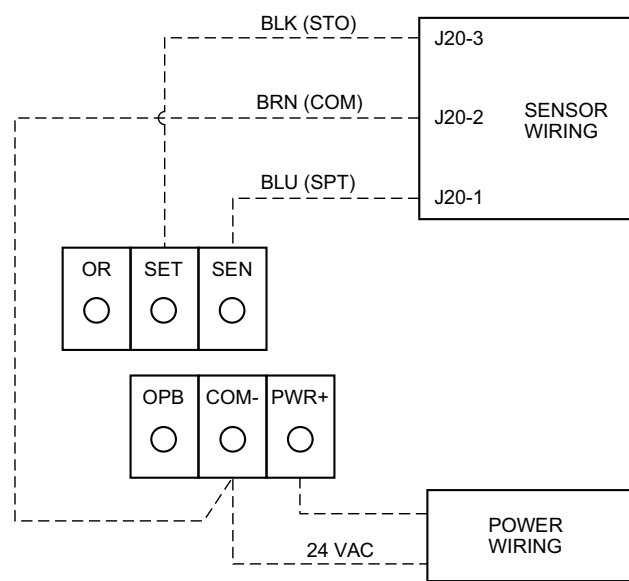 BLK (STO)
J20-3
BRN (COM)
J20-2
SENSOR
WIRING
BLU (SPT)
J20-1
OR
SET
SEN
OPB
COM-
PWR+
POWER
WIRING
24 VAC